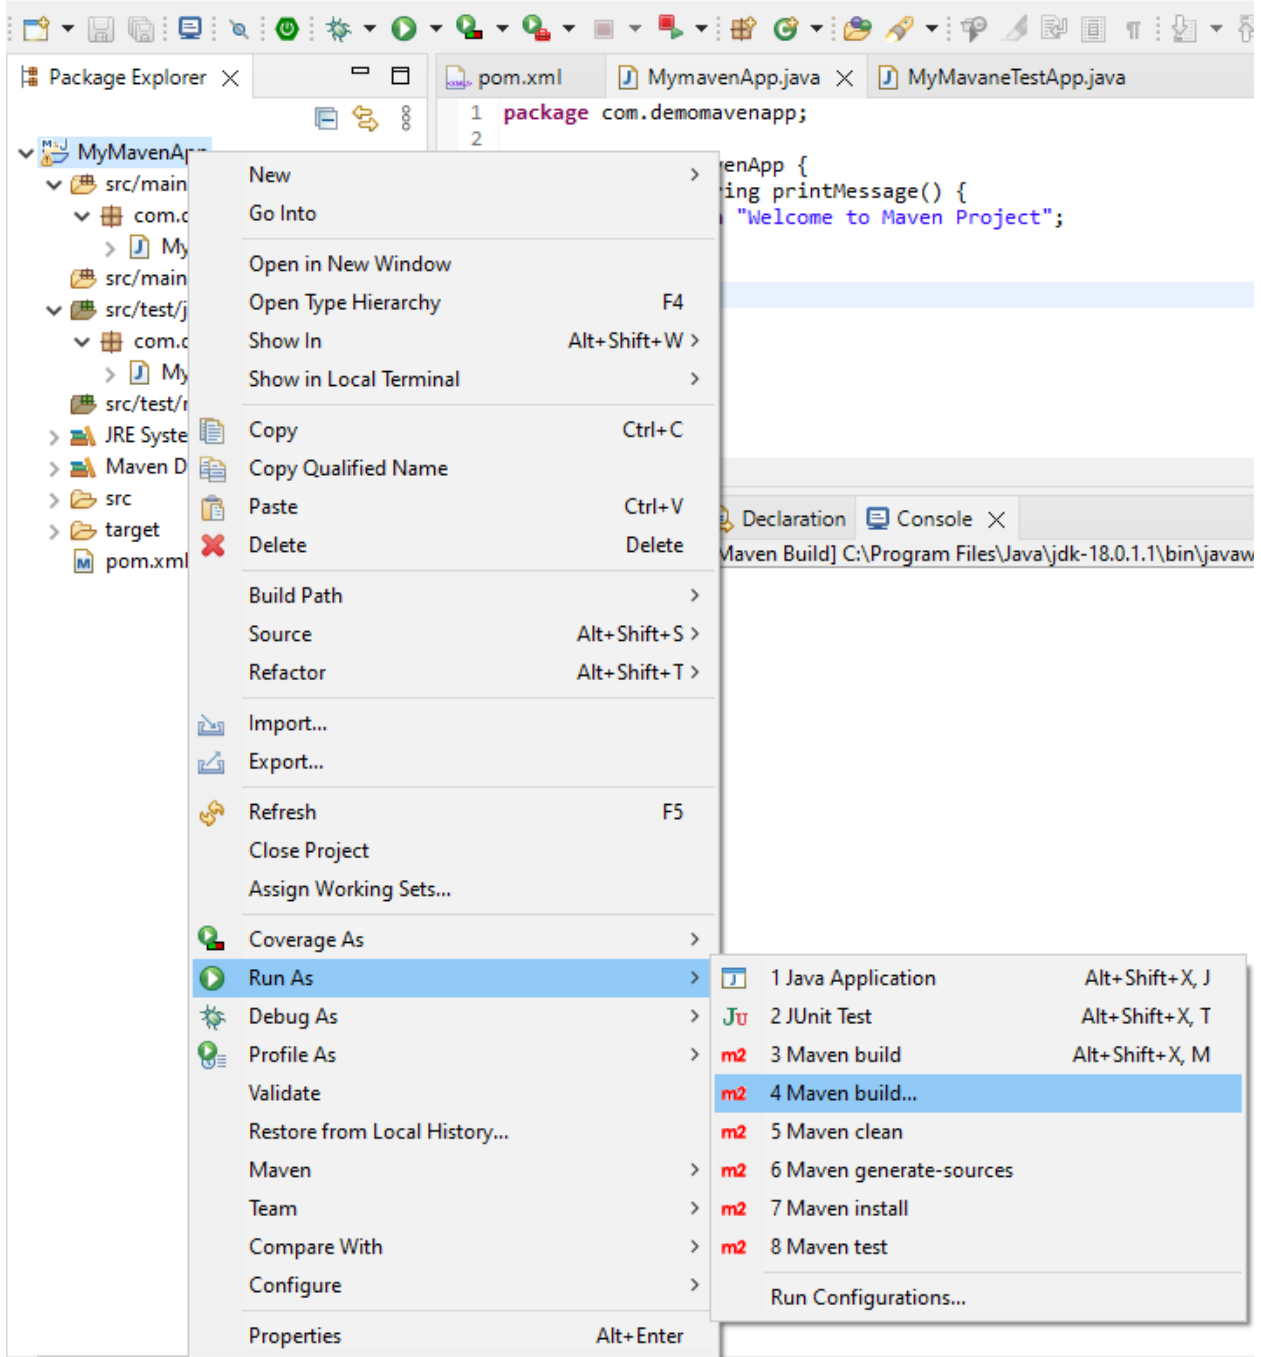 Package Explorer
pom.xml
MymavenApp.java
MyMavaneTestApp.java
1 package com.demomavenapp;
2
venApp {
ing printMessage() {
"Welcome to Maven Project";
MyMavenApp
src/main
com.
My
src/main
src/test/j
com.
My
src/test/
JRE Syste
Maven D
src
target
pom.xml
New
Go Into
Open in New Window
Open Type Hierarchy F4
Show In Alt+Shift+W >
Show in Local Terminal
Copy Ctrl+C
Copy Qualified Name
Paste Ctrl+V
Delete Delete
Build Path
Source Alt+Shift+S >
Refactor Alt+Shift+T >
Import...
Export...
Refresh F5
Close Project
Assign Working Sets...
Coverage As
Run As
Debug As
Profile As
Validate
Restore from Local History...
Maven
Team
Compare With
Configure
Properties Alt+Enter
Declaration
Console
Maven Build] C:\Program Files\Java\jdk-18.0.1.1\bin\javaw
1 Java Application Alt+Shift+X, J
Ju 2 JUnit Test Alt+Shift+X, T
m2 3 Maven build Alt+Shift+X, M
m2 4 Maven build...
m2 5 Maven clean
m2 6 Maven generate-sources
m2 7 Maven install
m2 8 Maven test
Run Configurations...